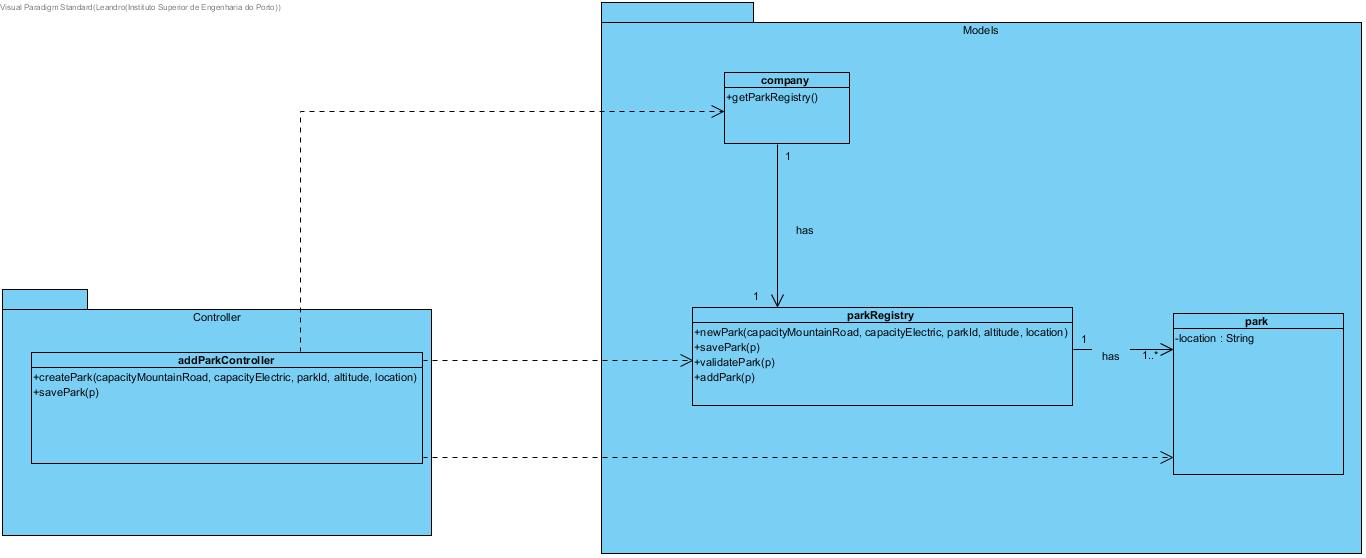 Visual Paradigm Standard(Leandro(Instituto Superior de Engenharia do Porto))
Models
company
+getParkRegistry()
1
has
1
Controller
addParkController
+createPark(capacityMountainRoad, capacityElectric, parkId, altitude, location)
+savePark(p)
parkRegistry
+newPark(capacityMountainRoad, capacityElectric, parkId, altitude, location)
+savePark(p)
+validatePark(p)
+addPark(p)
1
has
1..*
park
-location : String